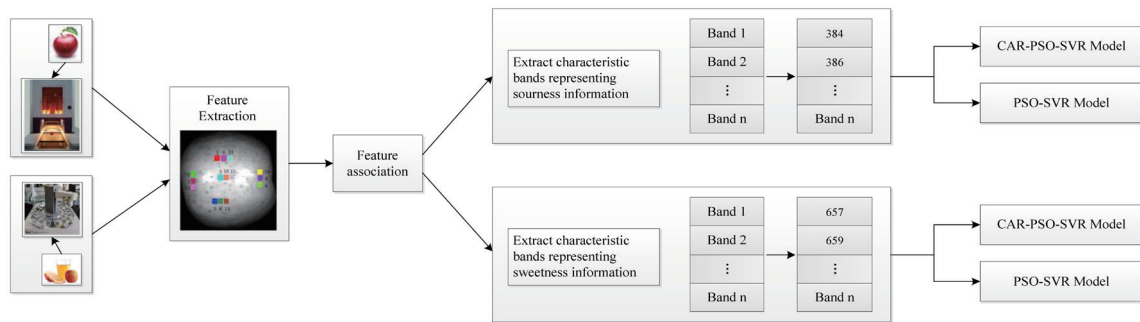 Feature
Extraction
Feature
association
Extract characteristic
bands representing
sourness information
Band 1
Band 2
⋮
Band n
384
386
⋮
Band n
CAR-PSO-SVR Model
PSO-SVR Model
Extract characteristic
bands representing
sweetness information
Band 1
Band 2
⋮
Band n
657
659
⋮
Band n
CAR-PSO-SVR Model
PSO-SVR Model